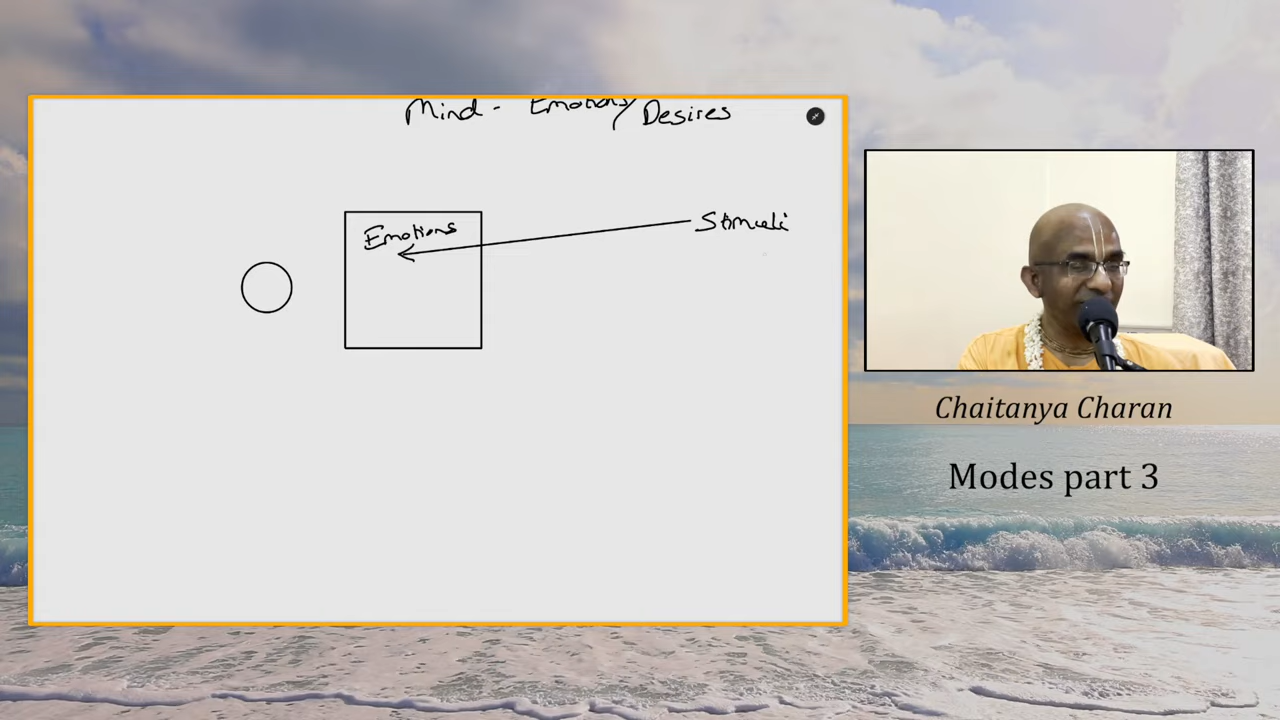 Mind - Emotions/ Desires
Emotions
Stimuli
Chaitanya Charan
Modes part 3